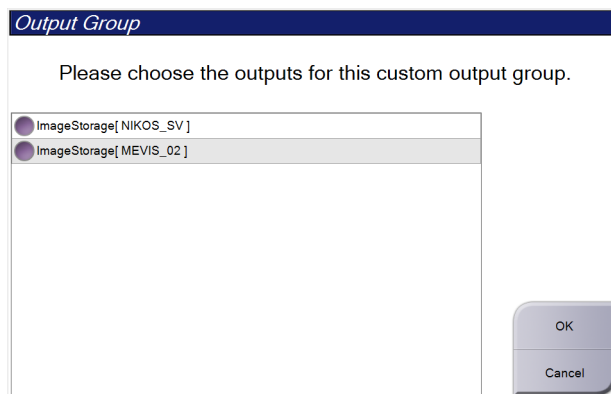 Output Group
Please choose the outputs for this custom output group.
ImageStorage[ NIKOS_SV ]
ImageStorage[ MEVIS_02 ]
OK
Cancel